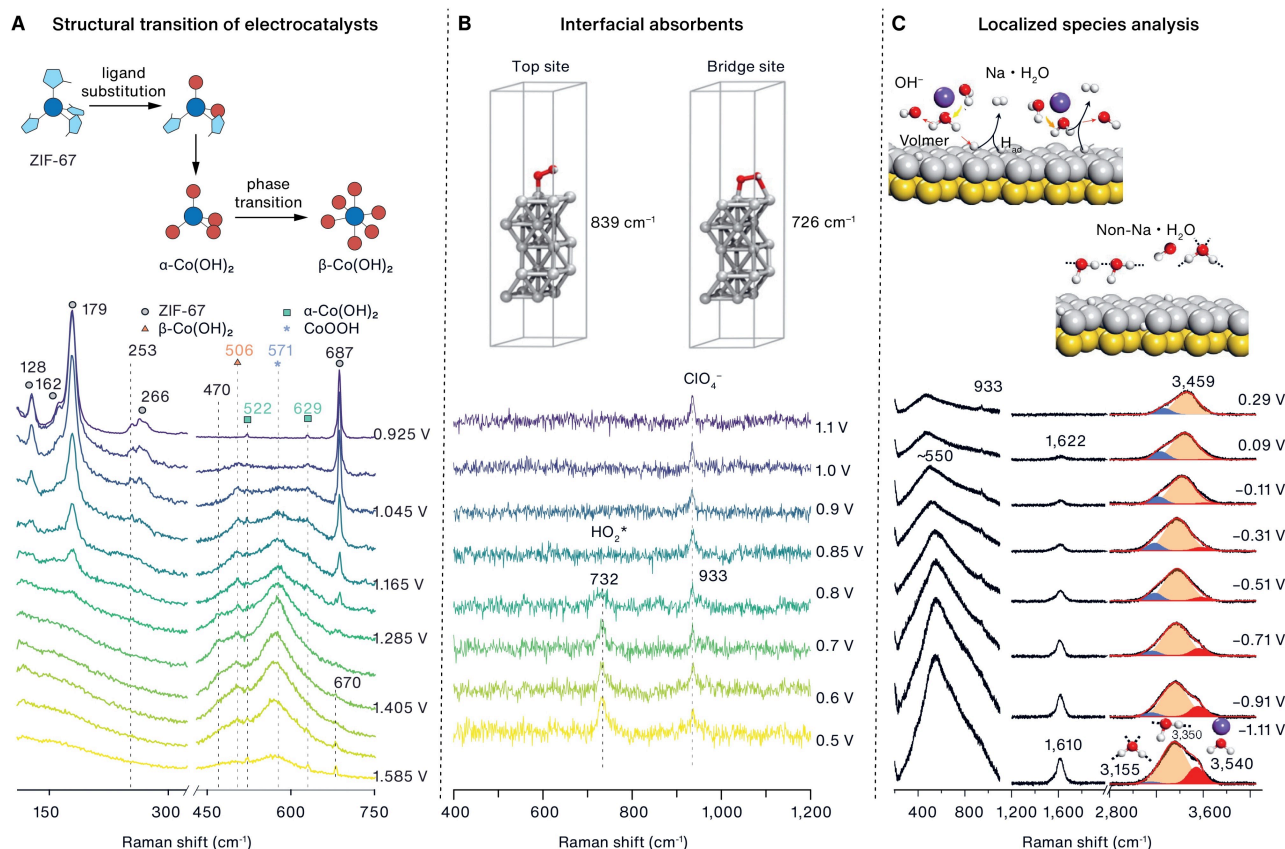 A Structural transition of electrocatalysts
ligand
substitution
ZIF-67
phase
transition
α-Co(OH)₂
β-Co(OH)₂
ZIF-67
α-Co(OH)₂
β-Co(OH)₂
CoOOH
179
128
162
253
266
470
506
522
571
629
687
670
0.925 V
1.045 V
1.165 V
1.285 V
1.405 V
1.585 V
150
300
450
600
750
Raman shift (cm⁻¹)
B Interfacial absorbents
Top site
Bridge site
839 cm⁻¹
726 cm⁻¹
ClO₄⁻
1.1 V
1.0 V
0.9 V
HO₂*
0.85 V
732
933
0.8 V
0.7 V
0.6 V
0.5 V
400
600
800
1,000
1,200
Raman shift (cm⁻¹)
C Localized species analysis
OH⁻
Na • H₂O
Volmer
H_ad
Non-Na • H₂O
933
3,459
0.29 V
1,622
0.09 V
~550
−0.11 V
−0.31 V
−0.51 V
−0.71 V
−0.91 V
−1.11 V
1,610
3,155
3,350
3,540
400
800
1,200
1,600
2,800
3,600
Raman shift (cm⁻¹)